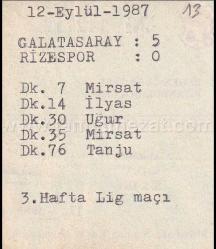 12-Eylül-1987 13
GALATASARAY : 5
RİZESPOR : 0
Dk. 7 Mirsat
Dk.14 İlyas
Dk.30 Uğur
Dk.35 Mirsat
Dk.76 Tanju
3.Hafta Lig maçı